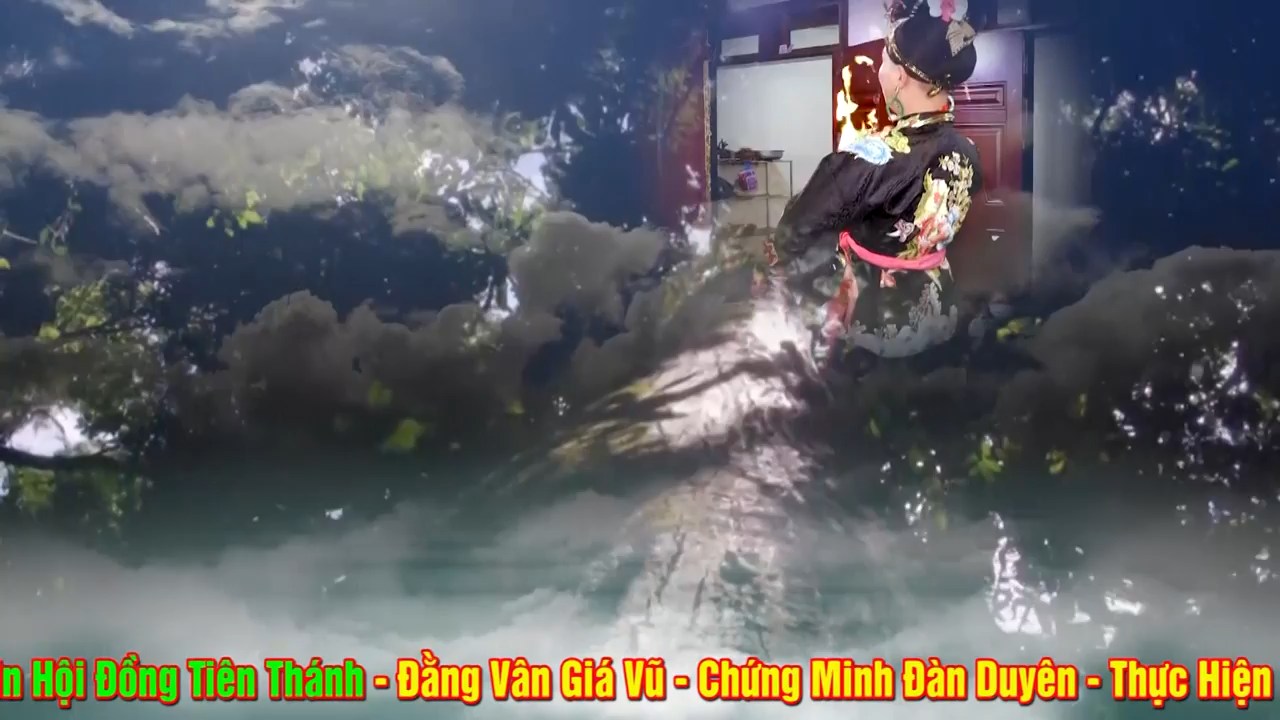 Hội Đồng Tiên Thánh - Đằng Vân Giá Vũ - Chứng Minh Đàn Duyên - Thực Hiện